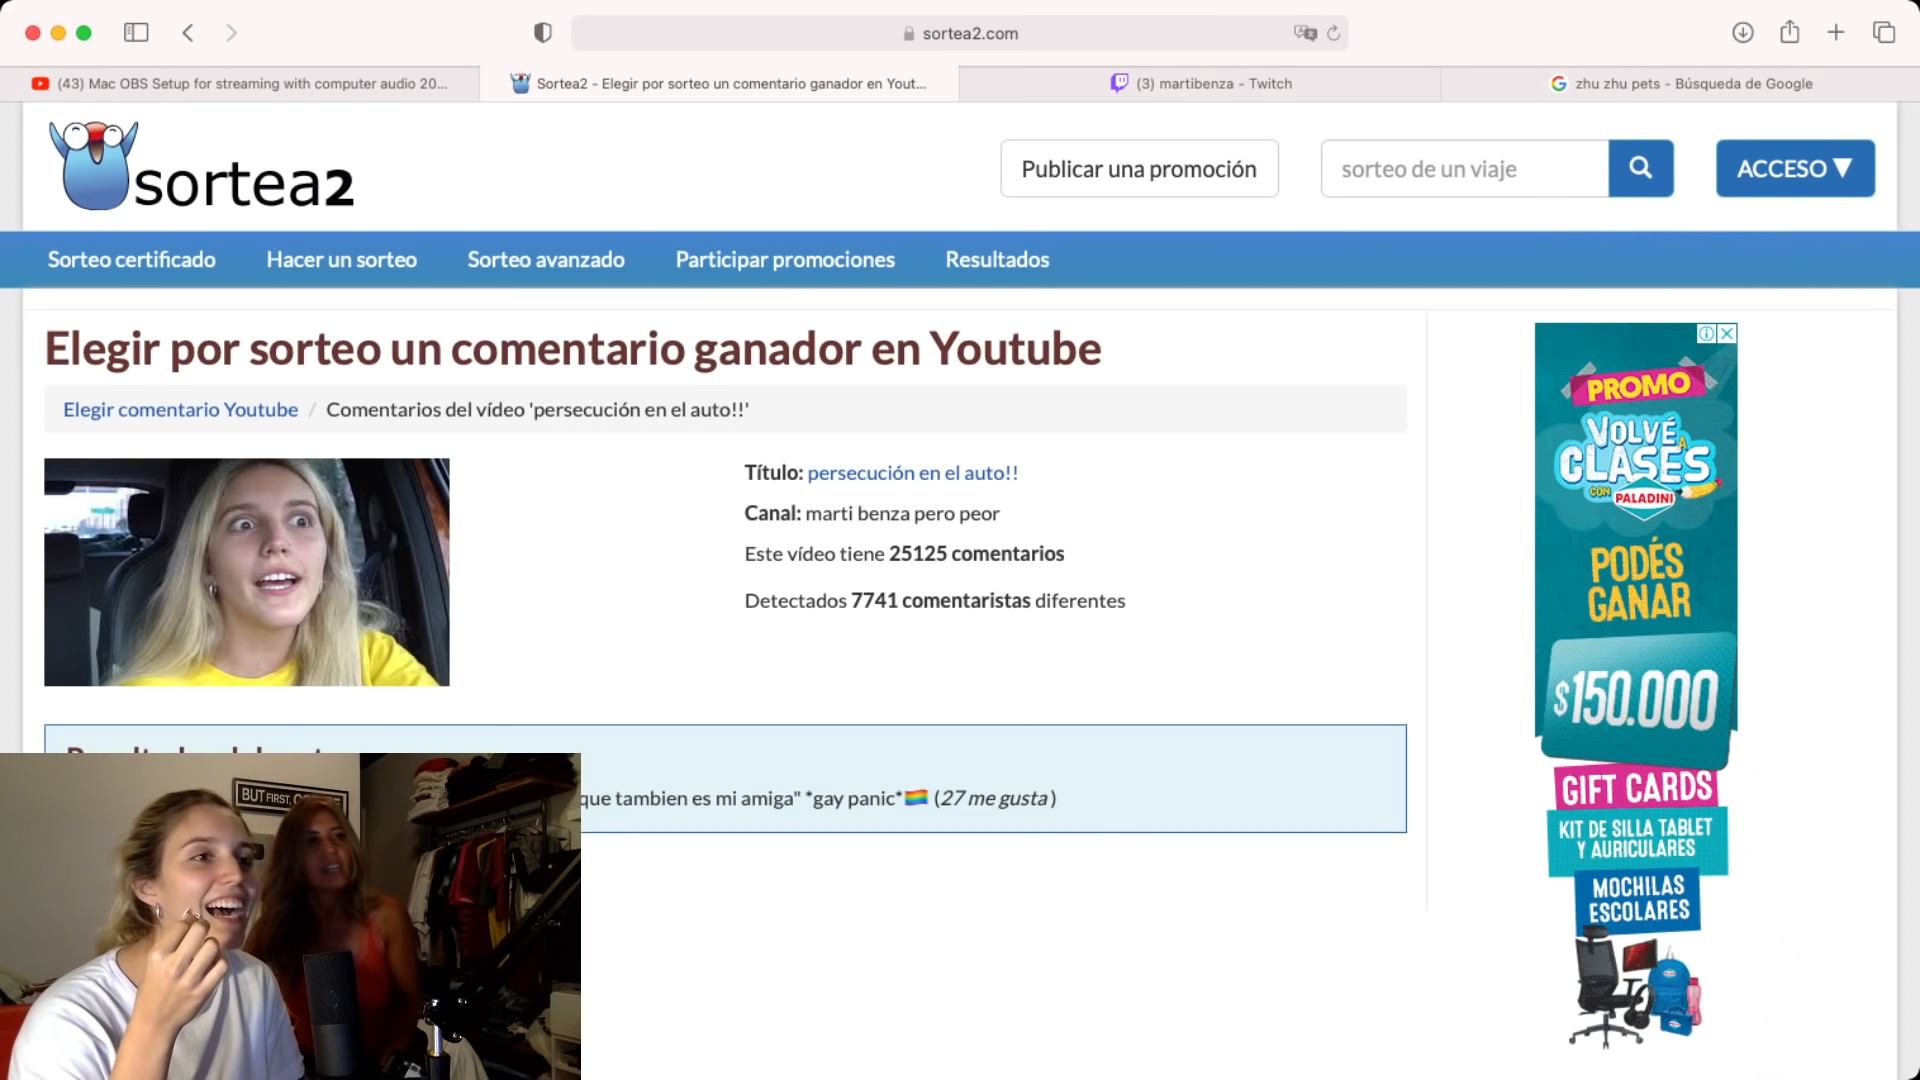 sortea2.com
(43) Mac OBS Setup for streaming with computer audio 20...
Sortea2 - Elegir por sorteo un comentario ganador en Yout...
(3) martibenza - Twitch
zhu zhu pets - Búsqueda de Google
sortea2
Publicar una promoción
sorteo de un viaje
ACCESO ▼
Sorteo certificado
Hacer un sorteo
Sorteo avanzado
Participar promociones
Resultados
Elegir por sorteo un comentario ganador en Youtube
Elegir comentario Youtube / Comentarios del vídeo 'persecución en el auto!!'
Título: persecución en el auto!!
Canal: marti benza pero peor
Este vídeo tiene 25125 comentarios
Detectados 7741 comentaristas diferentes
que tambien es mi amiga" *gay panic*🏳️‍🌈 (27 me gusta)
BUT FIRST,
PROMO
VOLVÉ A
CLASES
CON PALADINI
PODÉS
GANAR
$150.000
GIFT CARDS
KIT DE SILLA TABLET
Y AURICULARES
MOCHILAS
ESCOLARES